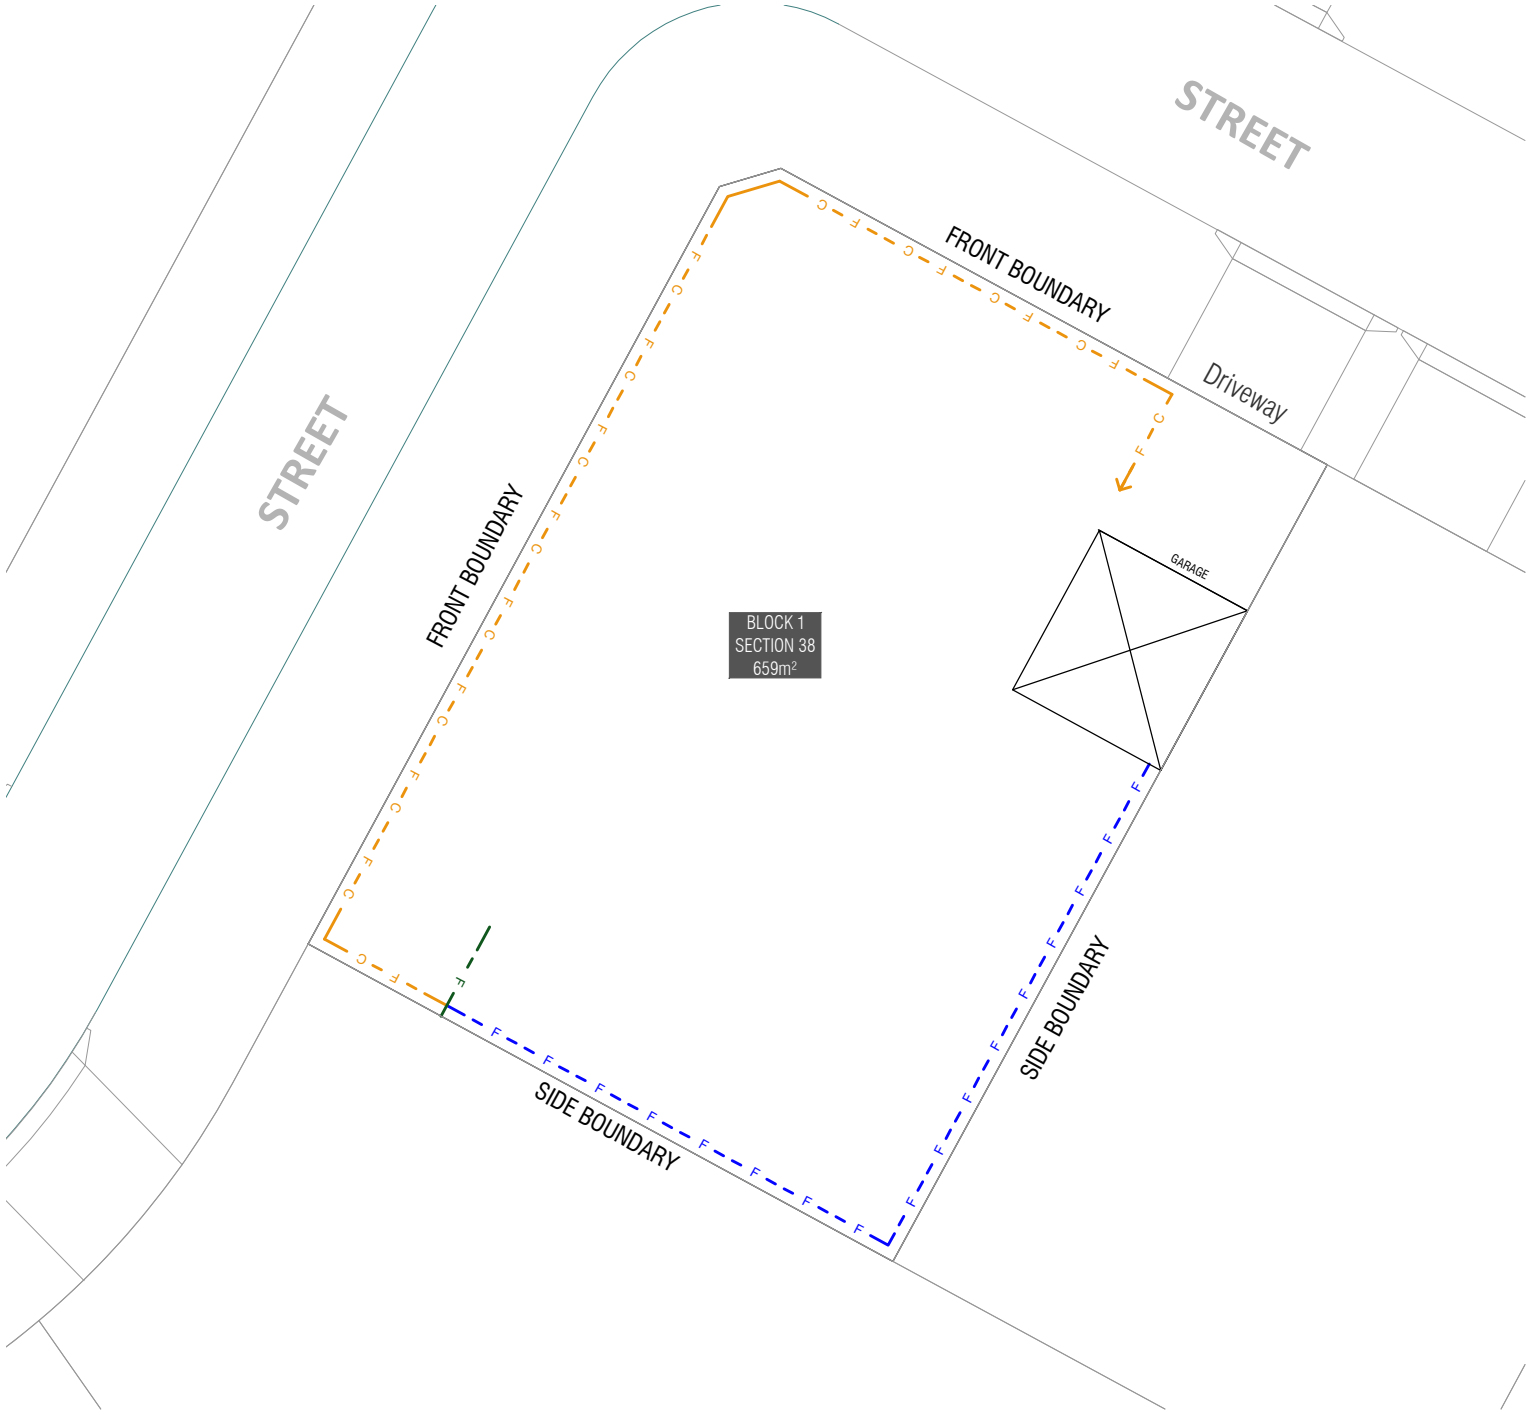 STREET
FRONT BOUNDARY
Driveway
STREET
GARAGE
FRONT BOUNDARY
BLOCK 1
SECTION 38
659m²
SIDE BOUNDARY
SIDE BOUNDARY
C F C F C F C F
C F
F C F C F C F C F C F C F C F C
C F
F
F F F F F F F F
F F F F F F F F F